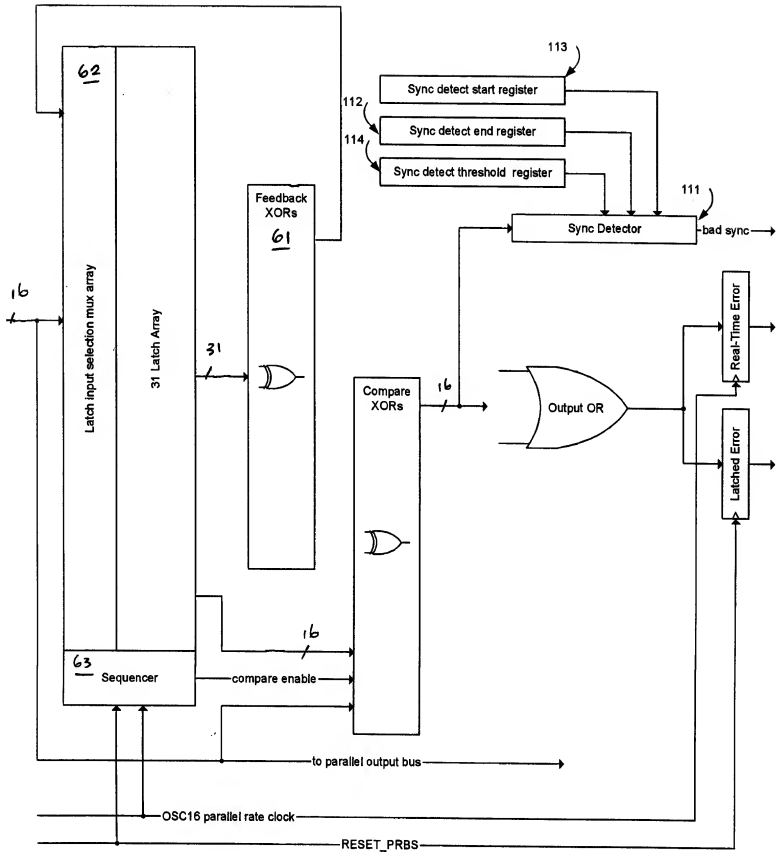 62
113
Sync detect start register
112
Sync detect end register
114
Sync detect threshold register
111
Sync Detector
bad sync
Feedback
XORs
61
16
Latch input selection mux array
31 Latch Array
31
Real-Time Error
Compare
XORs
16
Output OR
Latched Error
16
63
Sequencer
compare enable
to parallel output bus
OSC16 parallel rate clock
RESET_PRBS